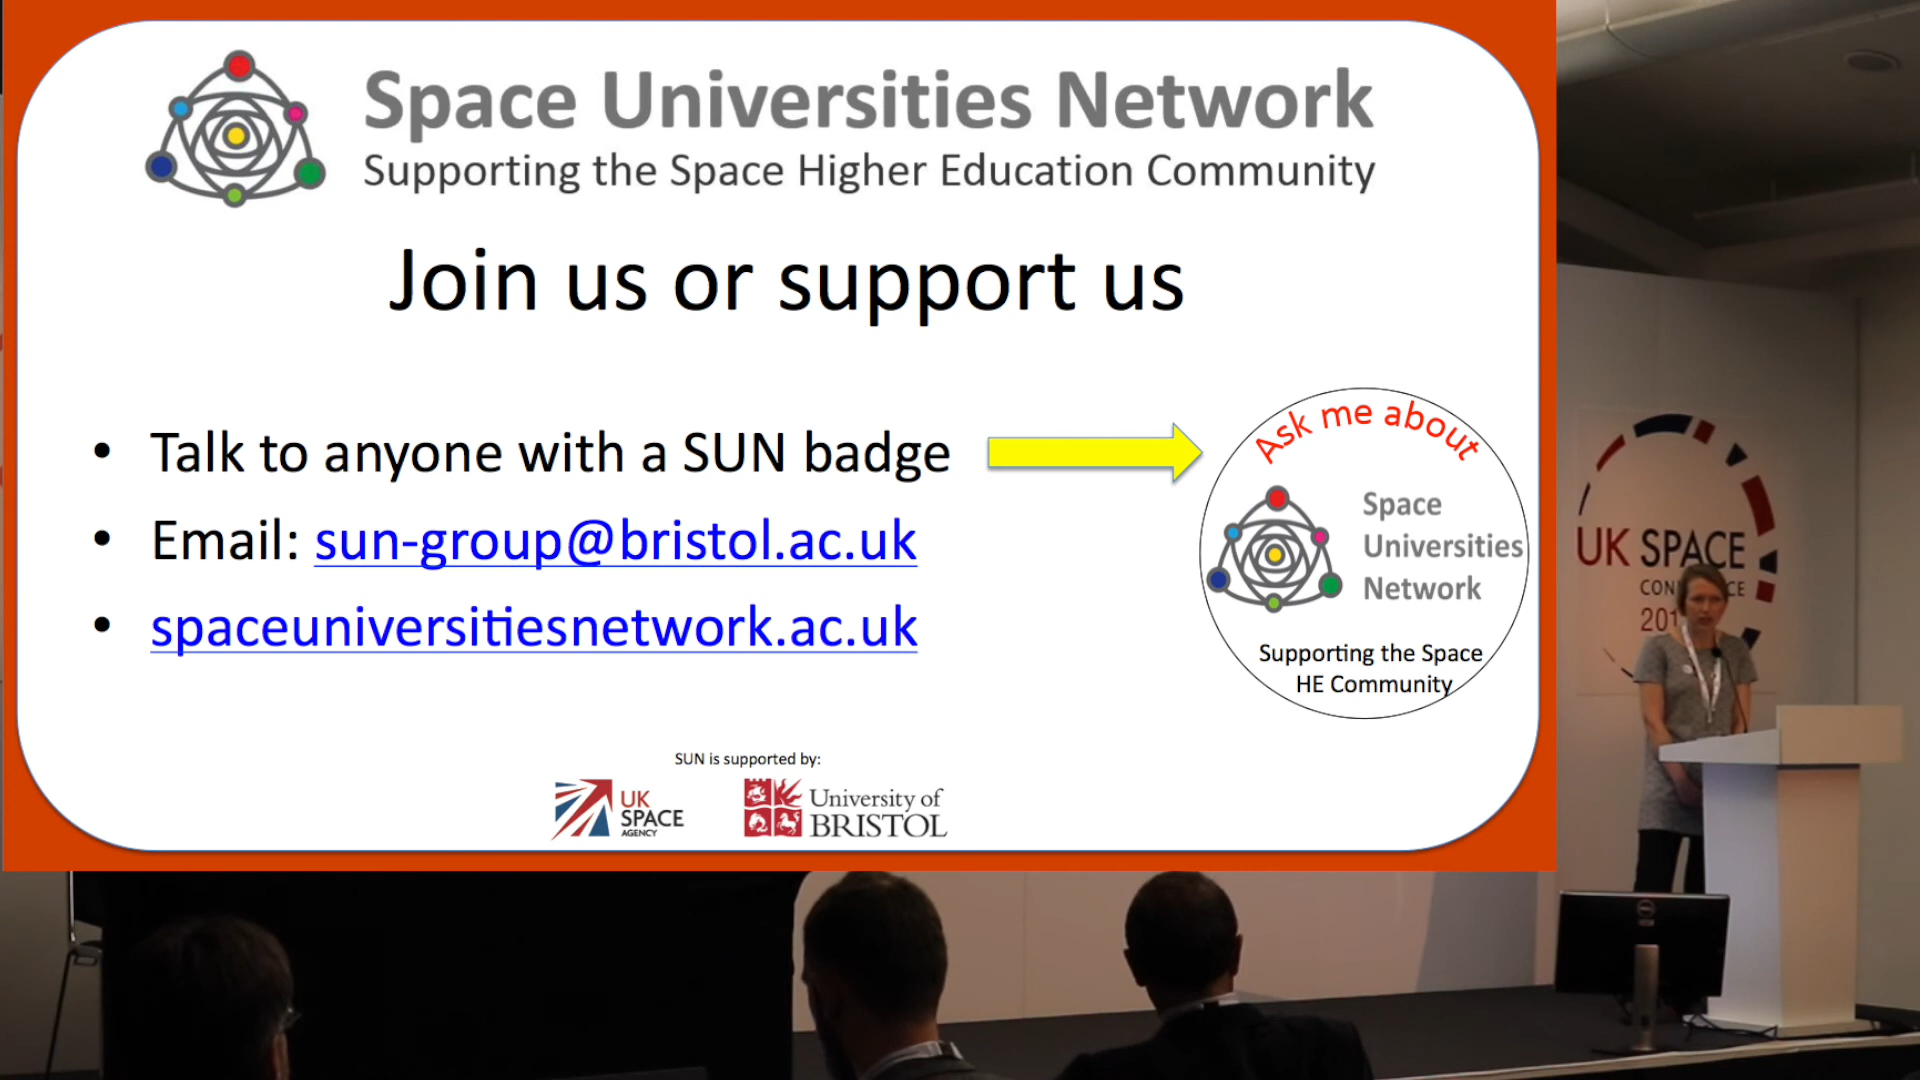 Space Universities Network
Supporting the Space Higher Education Community
Join us or support us
• Talk to anyone with a SUN badge
• Email: sun-group@bristol.ac.uk
• spaceuniversitiesnetwork.ac.uk
Ask me about
Space
Universities
Network
Supporting the Space
HE Community
SUN is supported by:
UK
SPACE
AGENCY
University of
BRISTOL
UK SPACE
DELL